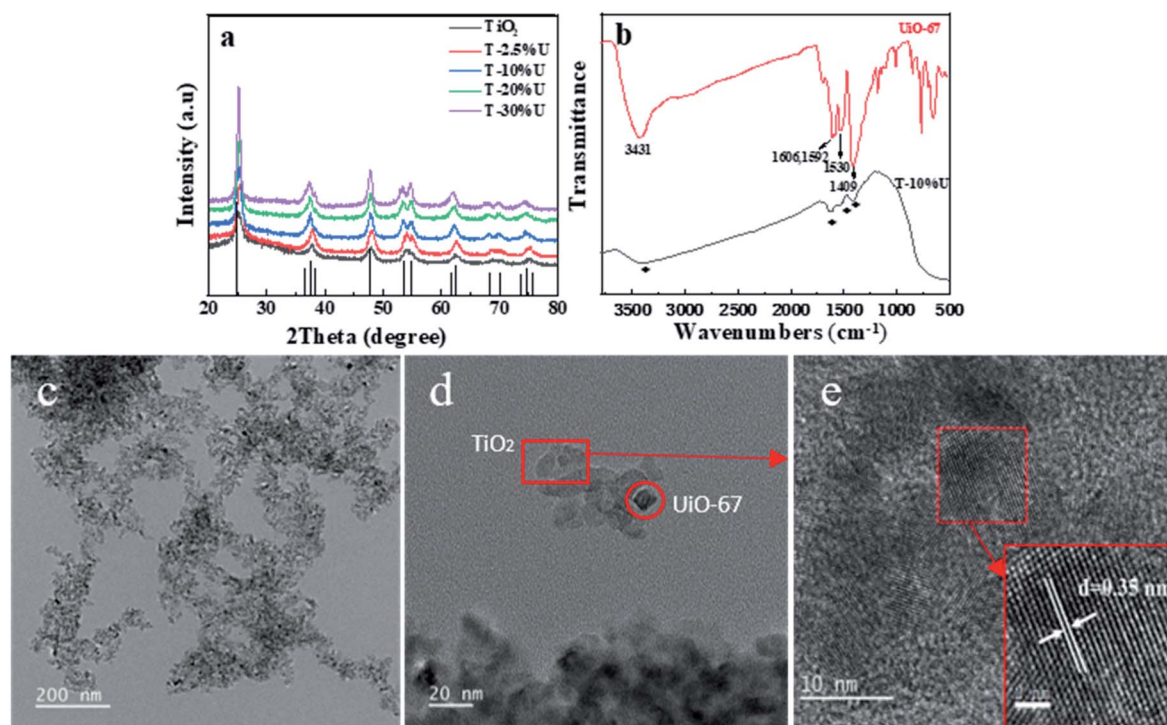 a
TiO2
T-2.5%U
T-10%U
T-20%U
T-30%U
Intensity (a.u)
20 30 40 50 60 70 80
2Theta (degree)
b
UiO-67
Transmittance
3431
1606,1592
1530
1409
T-10%U
3500 3000 2500 2000 1500 1000 500
Wavenumbers (cm-1)
c
200 nm
d
TiO2
UiO-67
20 nm
e
d=0.35 nm
10 nm
nm